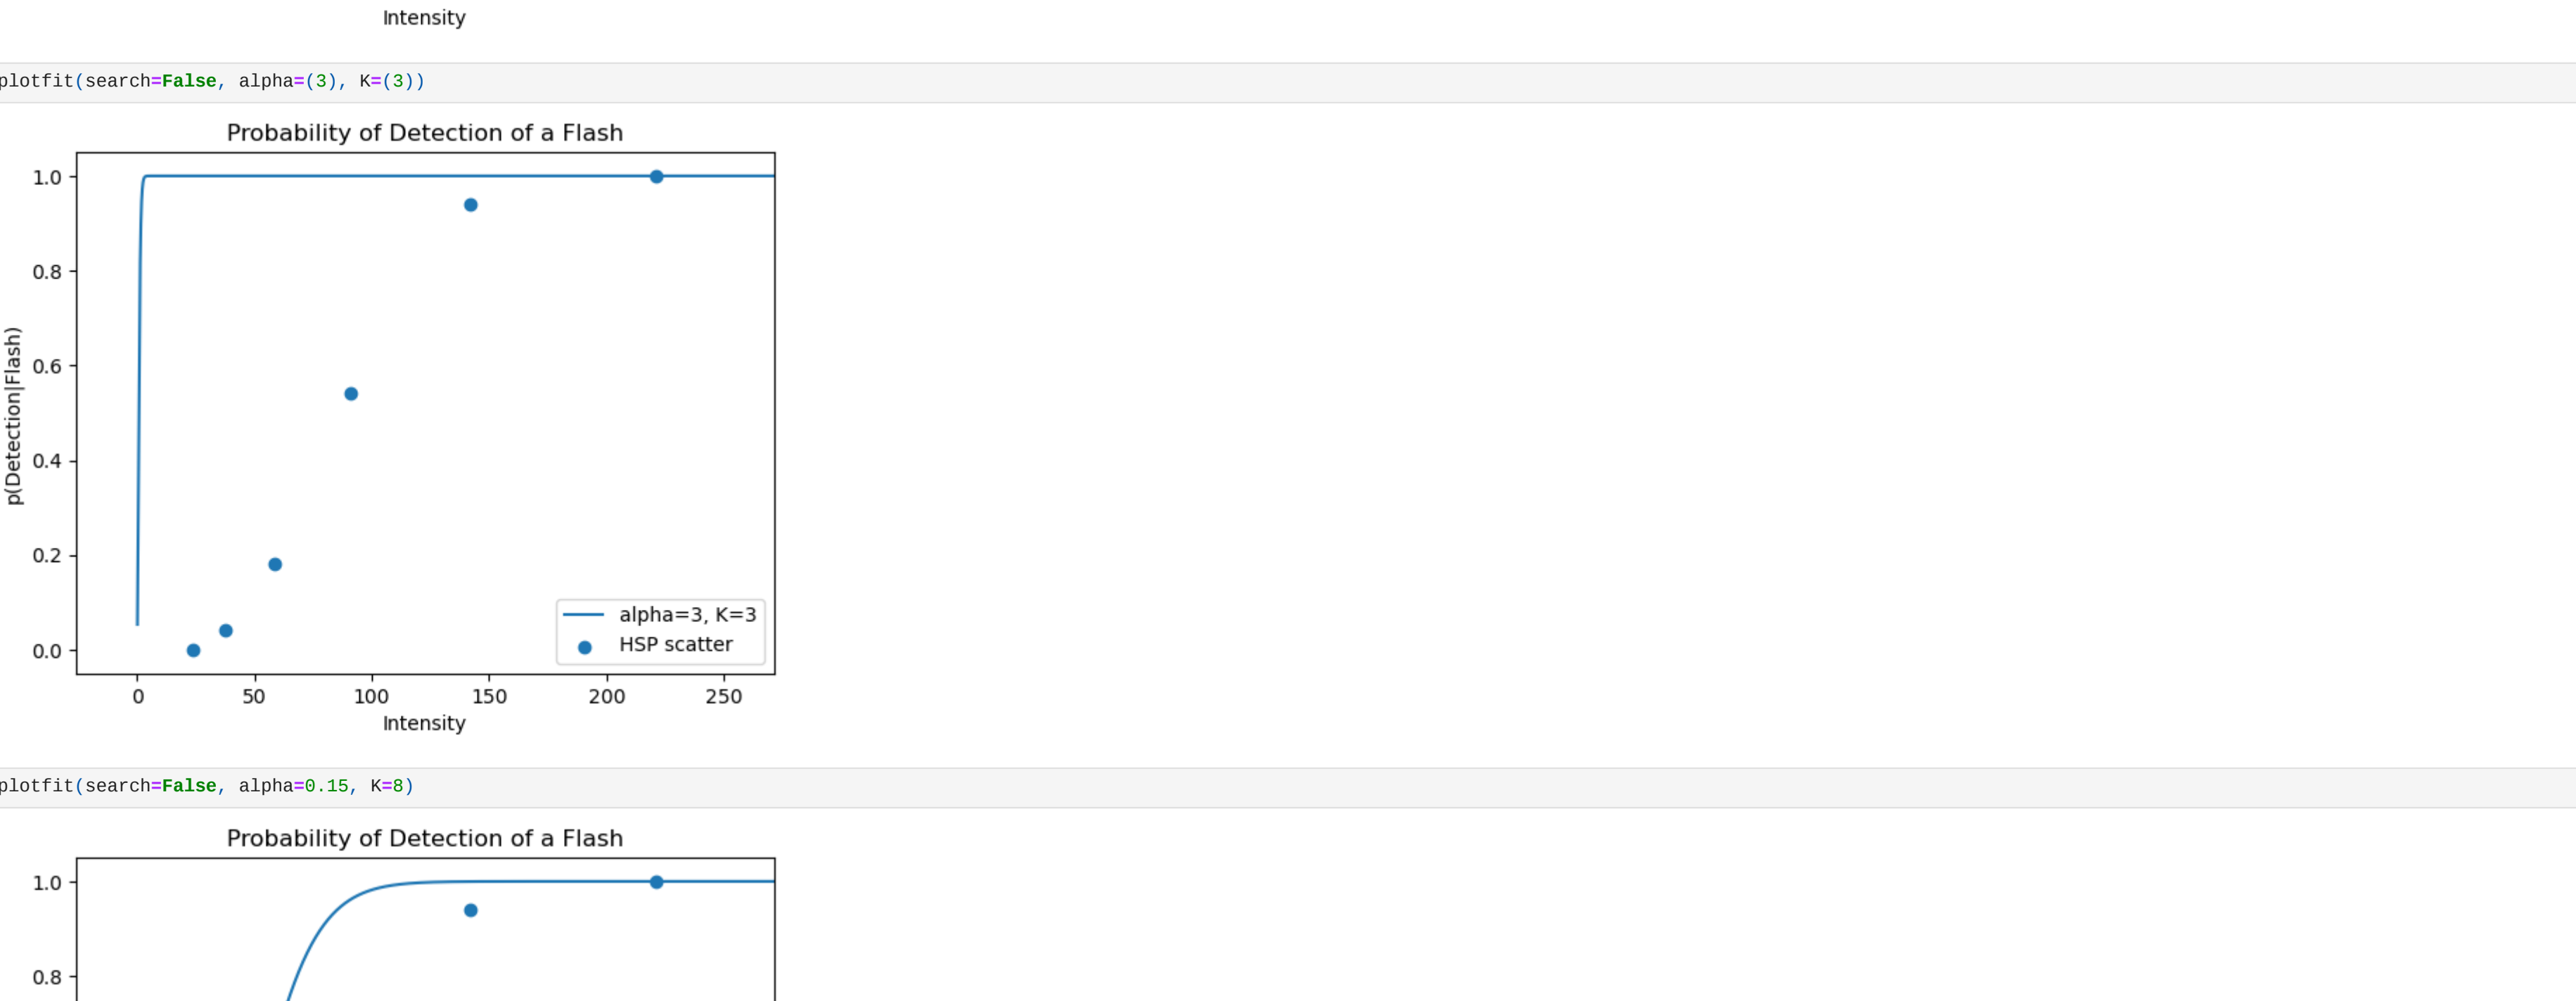 Intensity
plotfit(search=False, alpha=(3), K=(3))
Probability of Detection of a Flash
1.0
0.8
0.6
0.4
0.2
0.0
p(Detection|Flash)
alpha=3, K=3
HSP scatter
0 50 100 150 200 250
Intensity
plotfit(search=False, alpha=0.15, K=8)
Probability of Detection of a Flash
1.0
0.8